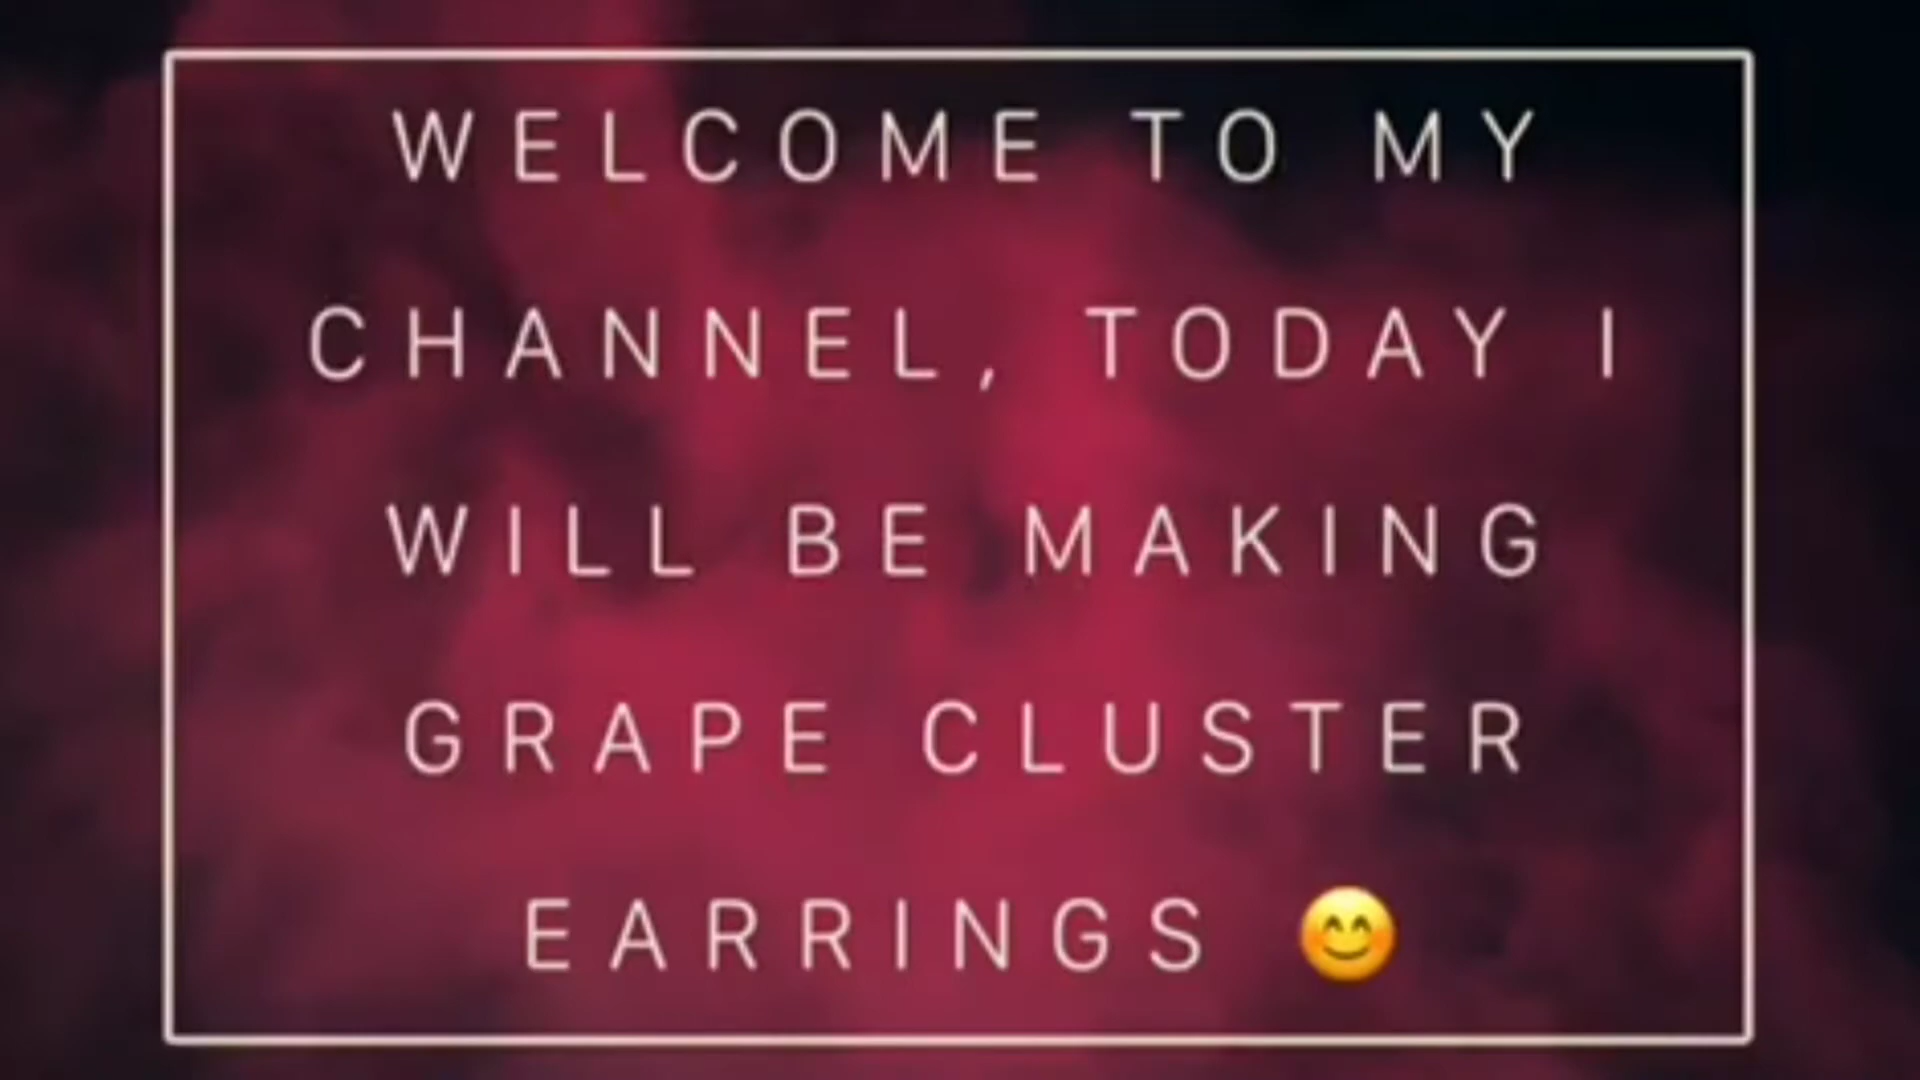 WELCOME TO MY
CHANNEL, TODAY I
WILL BE MAKING
GRAPE CLUSTER
EARRINGS 😊